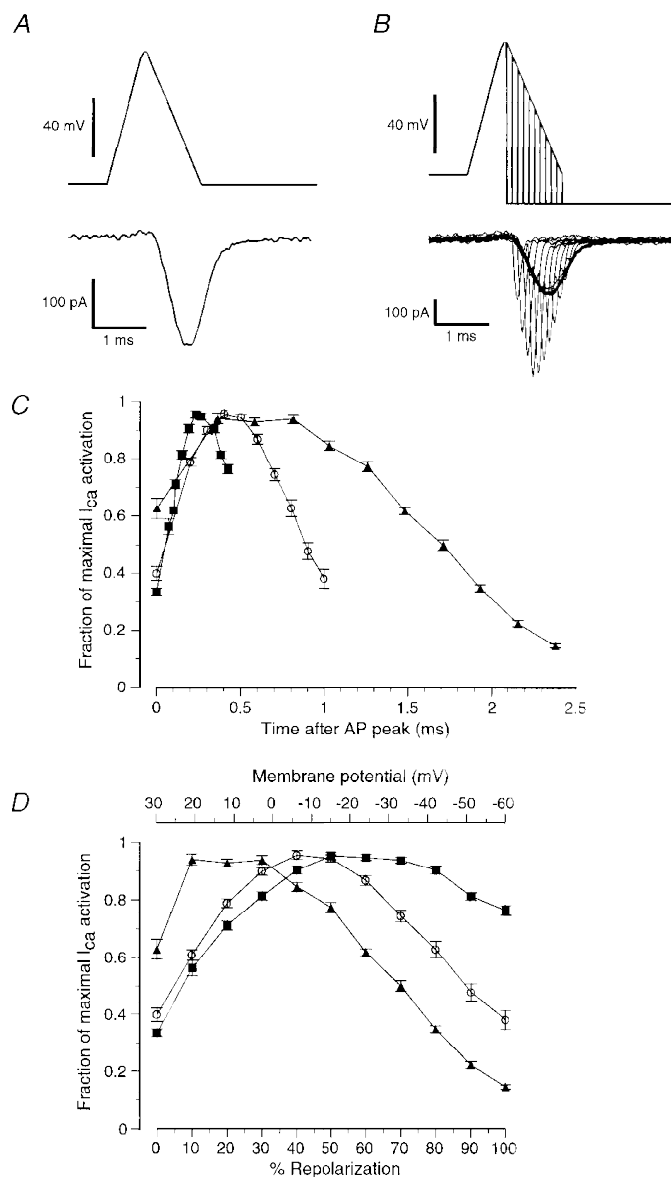 A
B
40 mV
40 mV
100 pA
1 ms
100 pA
1 ms
C
Fraction of maximal ICa activation
1
0.8
0.6
0.4
0.2
0
0 0.5 1 1.5 2 2.5
Time after AP peak (ms)
D
Membrane potential (mV)
30 20 10 0 -10 -20 -30 -40 -50 -60
Fraction of maximal ICa activation
1
0.8
0.6
0.4
0.2
0
0 10 20 30 40 50 60 70 80 90 100
% Repolarization